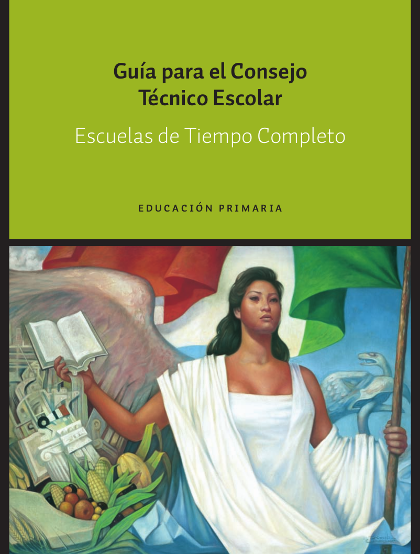 Guía para el Consejo
Técnico Escolar
Escuelas de Tiempo Completo
EDUCACIÓN PRIMARIA